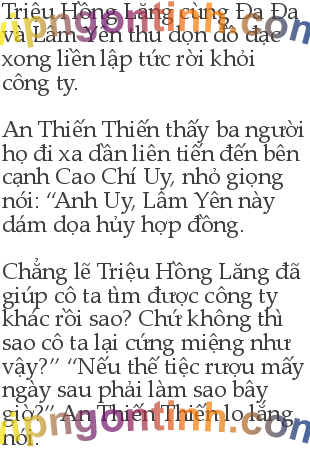 Triệu Hồng Lăng cùng Đa Đa
và Lâm Yên thu dọn đồ đạc
xong liền lập tức rời khỏi
công ty.
An Thiến Thiến thấy ba người
họ đi xa dần liên tiến đến bên
cạnh Cao Chí Uy, nhỏ giọng
nói: “Anh Uy, Lâm Yên này
dám dọa hủy hợp đồng.
Chẳng lẽ Triệu Hồng Lăng đã
giúp cô ta tìm được công ty
khác rồi sao? Chứ không thì
sao cô ta lại cứng miệng như
vậy?” “Nếu thế tiệc rượu mấy
ngày sau phải làm sao bây
giờ?” An Thiến Thiến lo lắng
nói.